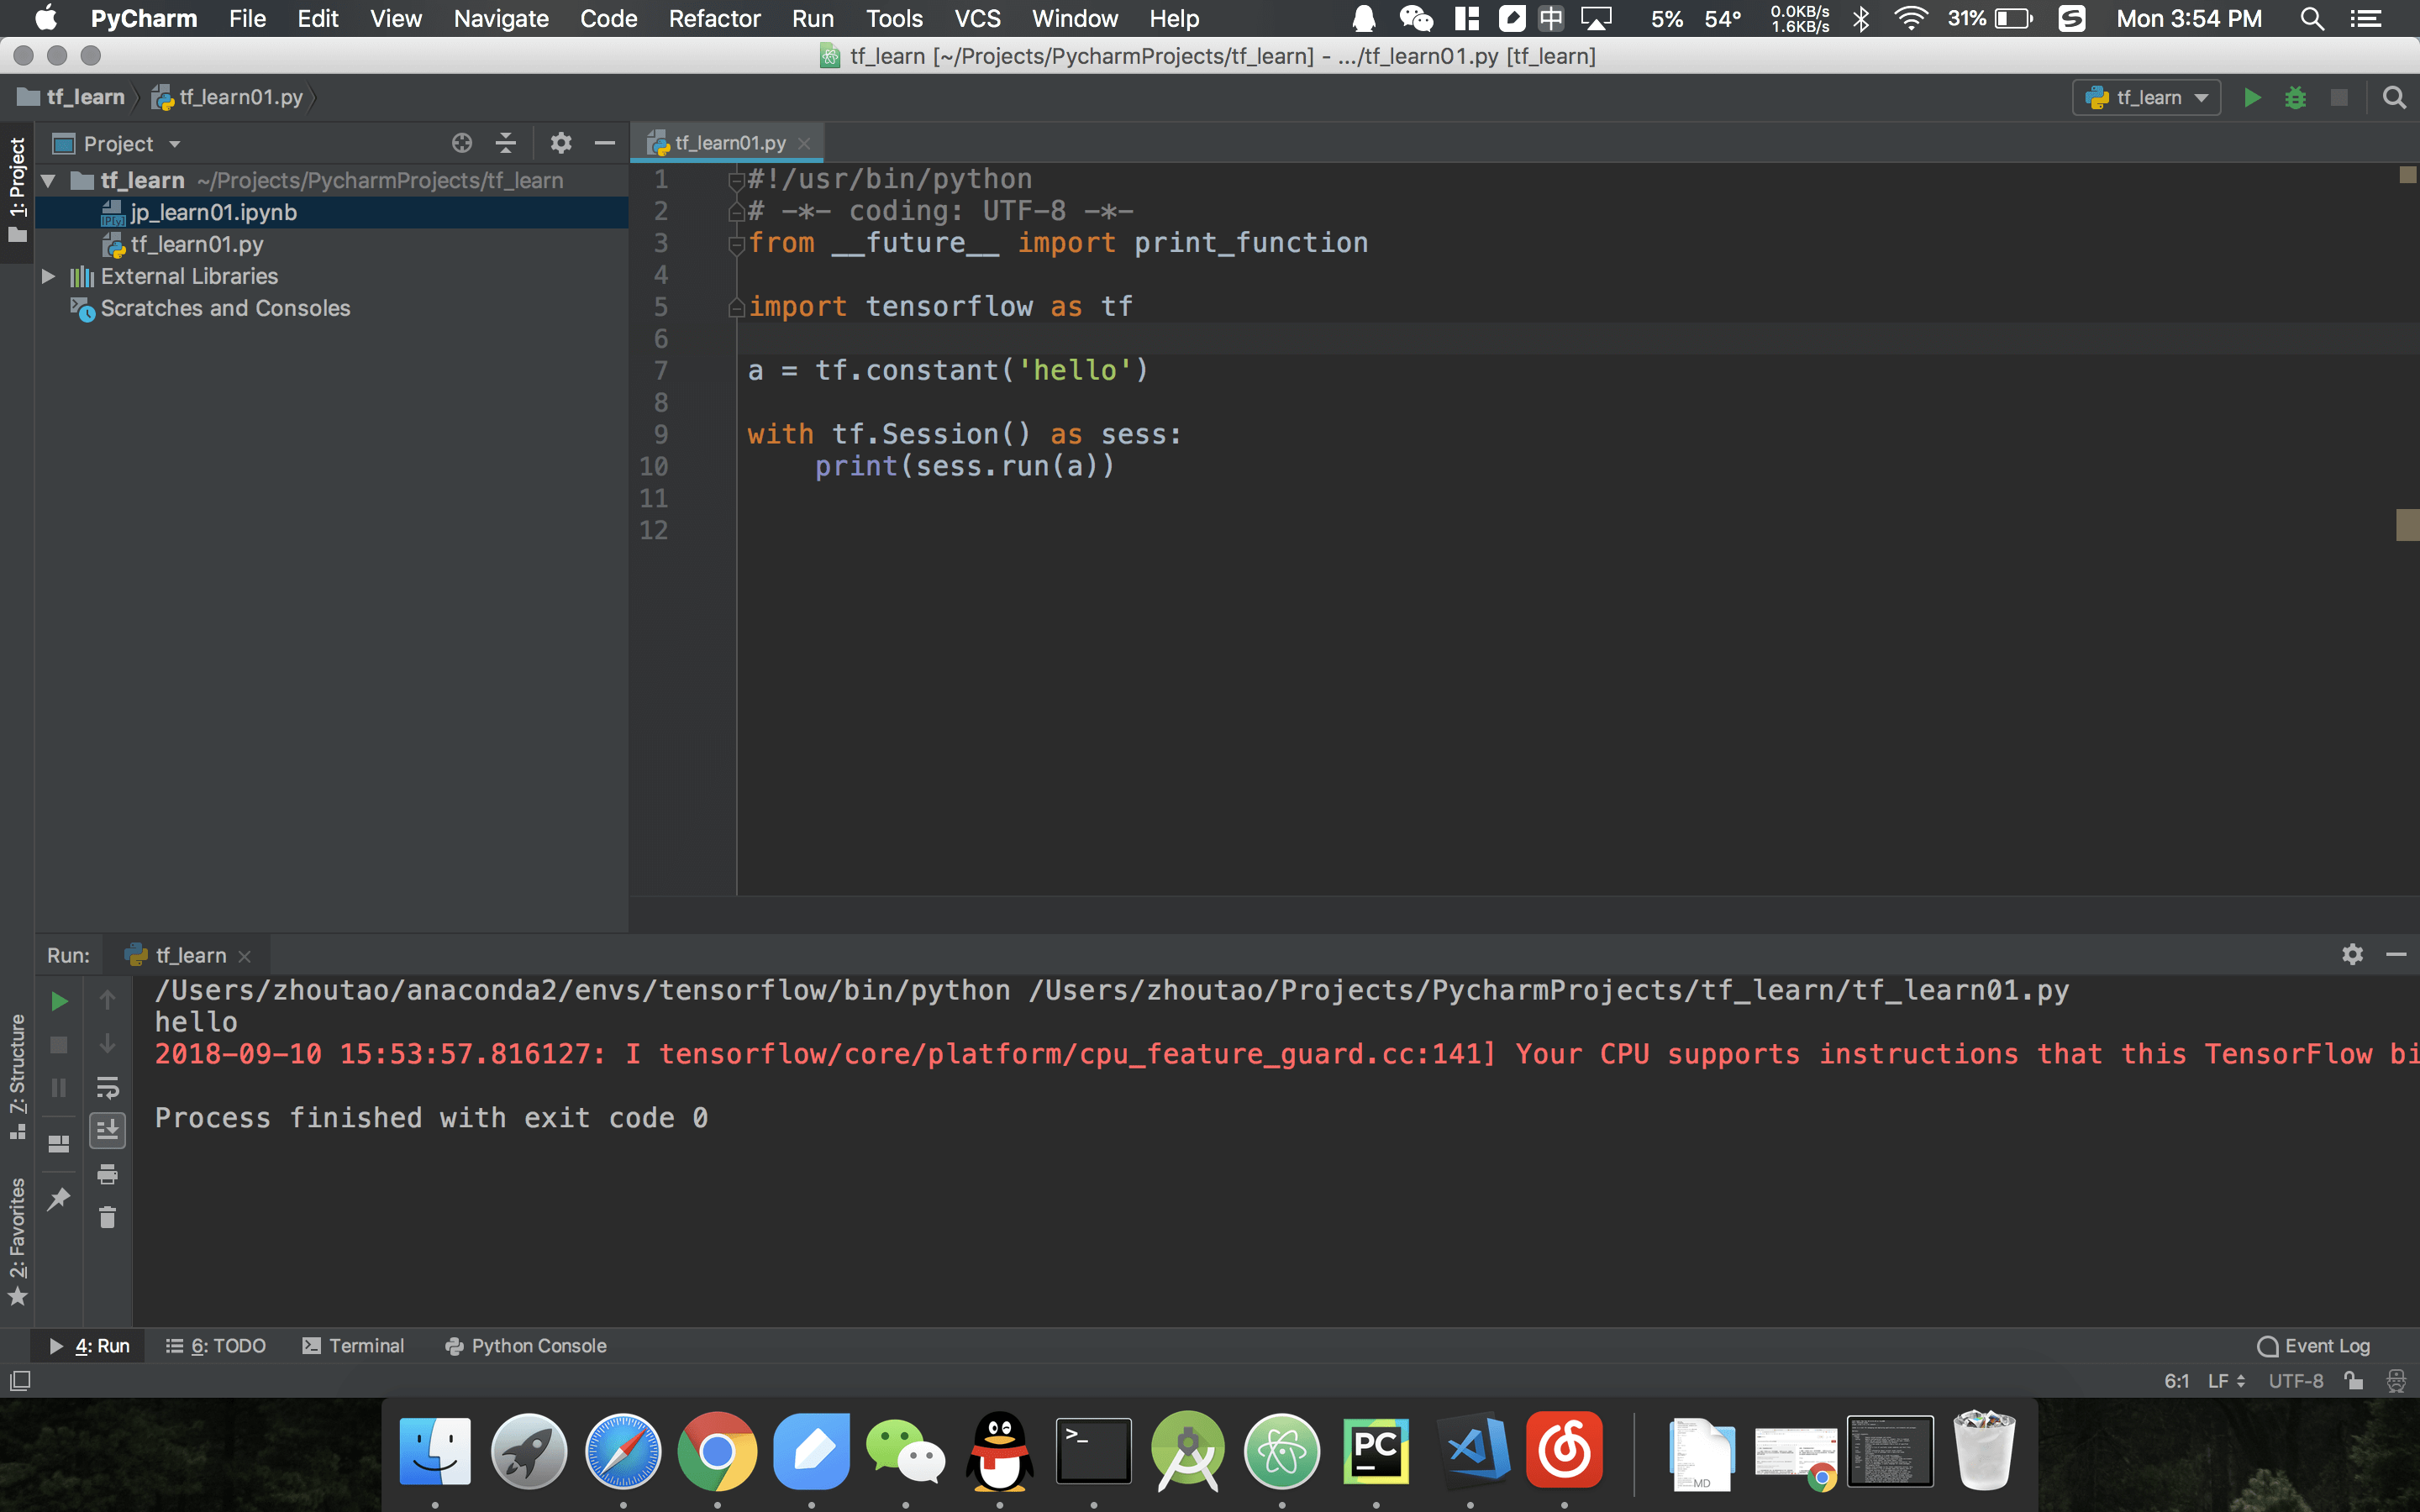 PyCharm File Edit View Navigate Code Refactor Run Tools VCS Window Help 中 5% 54° 0.0KB/s 1.6KB/s 31% S Mon 3:54 PM
tf_learn [~/Projects/PycharmProjects/tf_learn] - .../tf_learn01.py [tf_learn]
tf_learn tf_learn01.py tf_learn
Project tf_learn01.py
1: Project
tf_learn ~/Projects/PycharmProjects/tf_learn
jp_learn01.ipynb
tf_learn01.py
External Libraries
Scratches and Consoles
1 #!/usr/bin/python
2 # -*- coding: UTF-8 -*-
3 from __future__ import print_function
4
5 import tensorflow as tf
6
7 a = tf.constant('hello')
8
9 with tf.Session() as sess:
10 print(sess.run(a))
11
12
Run: tf_learn
/Users/zhoutao/anaconda2/envs/tensorflow/bin/python /Users/zhoutao/Projects/PycharmProjects/tf_learn/tf_learn01.py
hello
2018-09-10 15:53:57.816127: I tensorflow/core/platform/cpu_feature_guard.cc:141] Your CPU supports instructions that this TensorFlow bi
Process finished with exit code 0
7: Structure
2: Favorites
4: Run 6: TODO Terminal Python Console Event Log
6:1 LF UTF-8
>_ PC MD